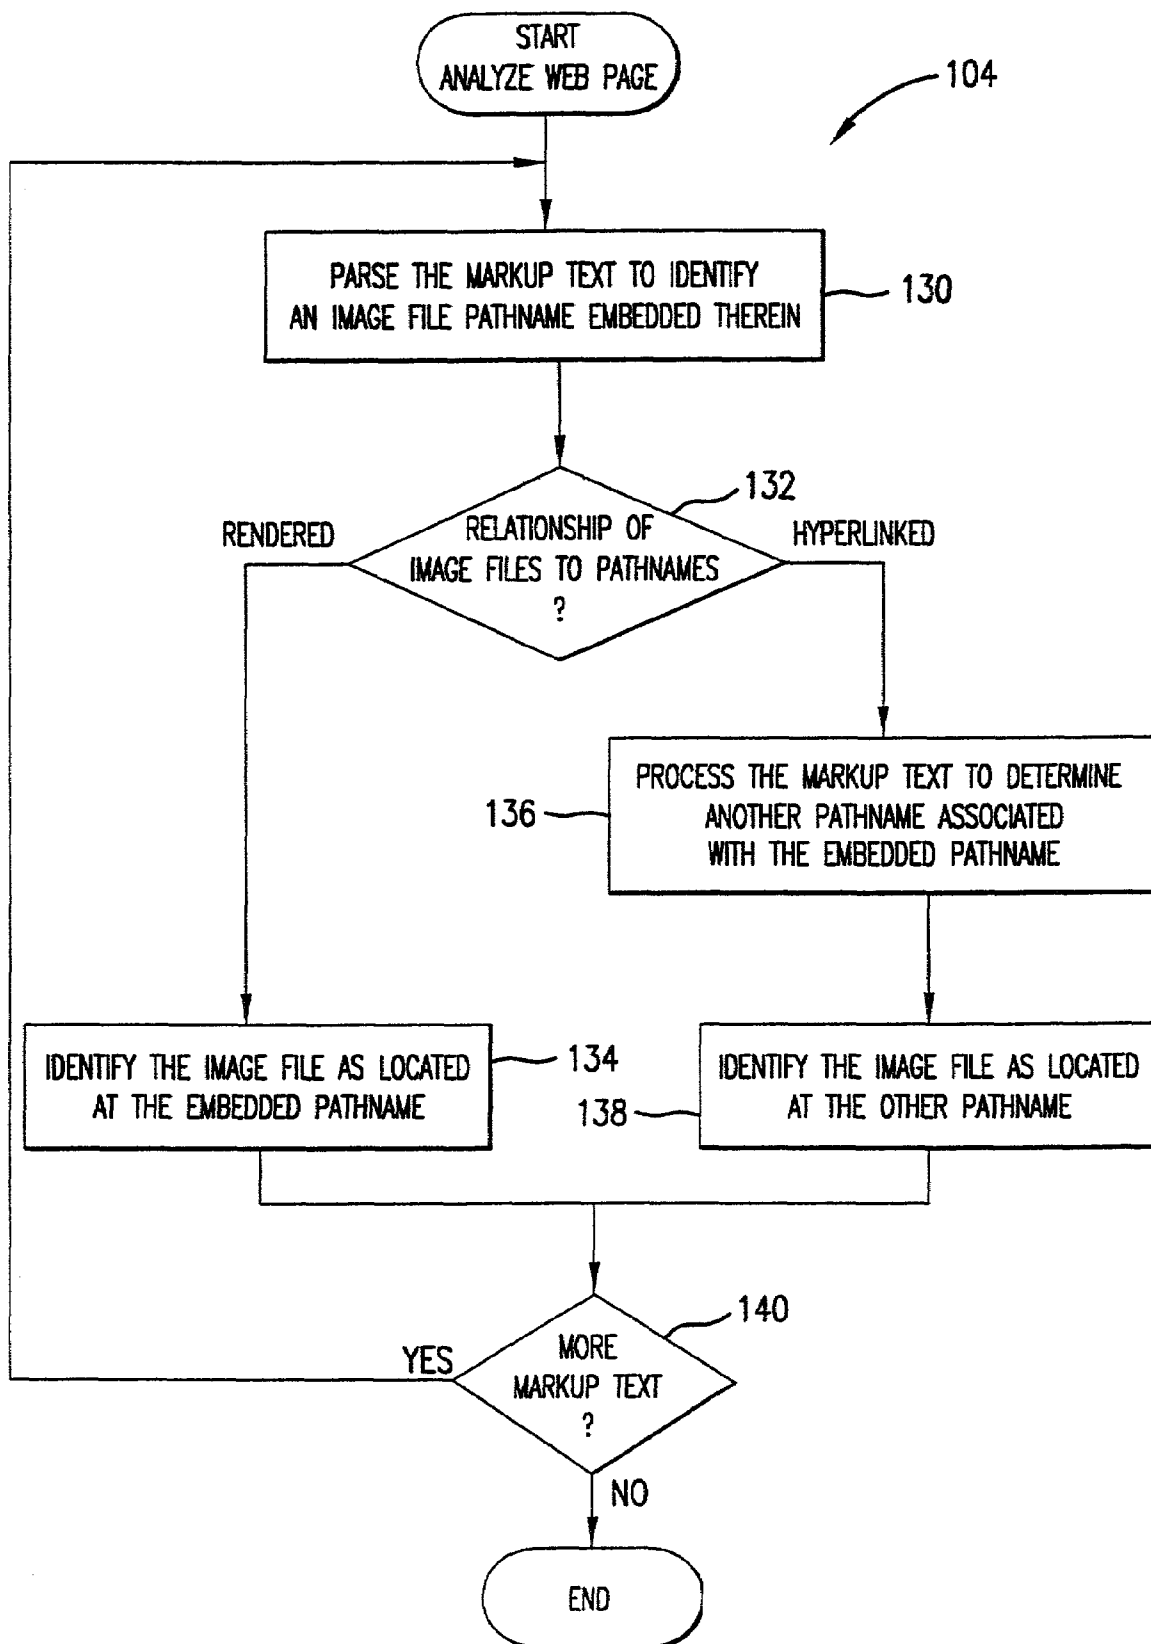 START
ANALYZE WEB PAGE
104
PARSE THE MARKUP TEXT TO IDENTIFY
AN IMAGE FILE PATHNAME EMBEDDED THEREIN
130
132
RENDERED
RELATIONSHIP OF
IMAGE FILES TO PATHNAMES
?
HYPERLINKED
PROCESS THE MARKUP TEXT TO DETERMINE
ANOTHER PATHNAME ASSOCIATED
WITH THE EMBEDDED PATHNAME
136
IDENTIFY THE IMAGE FILE AS LOCATED
AT THE EMBEDDED PATHNAME
134
IDENTIFY THE IMAGE FILE AS LOCATED
AT THE OTHER PATHNAME
138
140
YES
MORE
MARKUP TEXT
?
NO
END